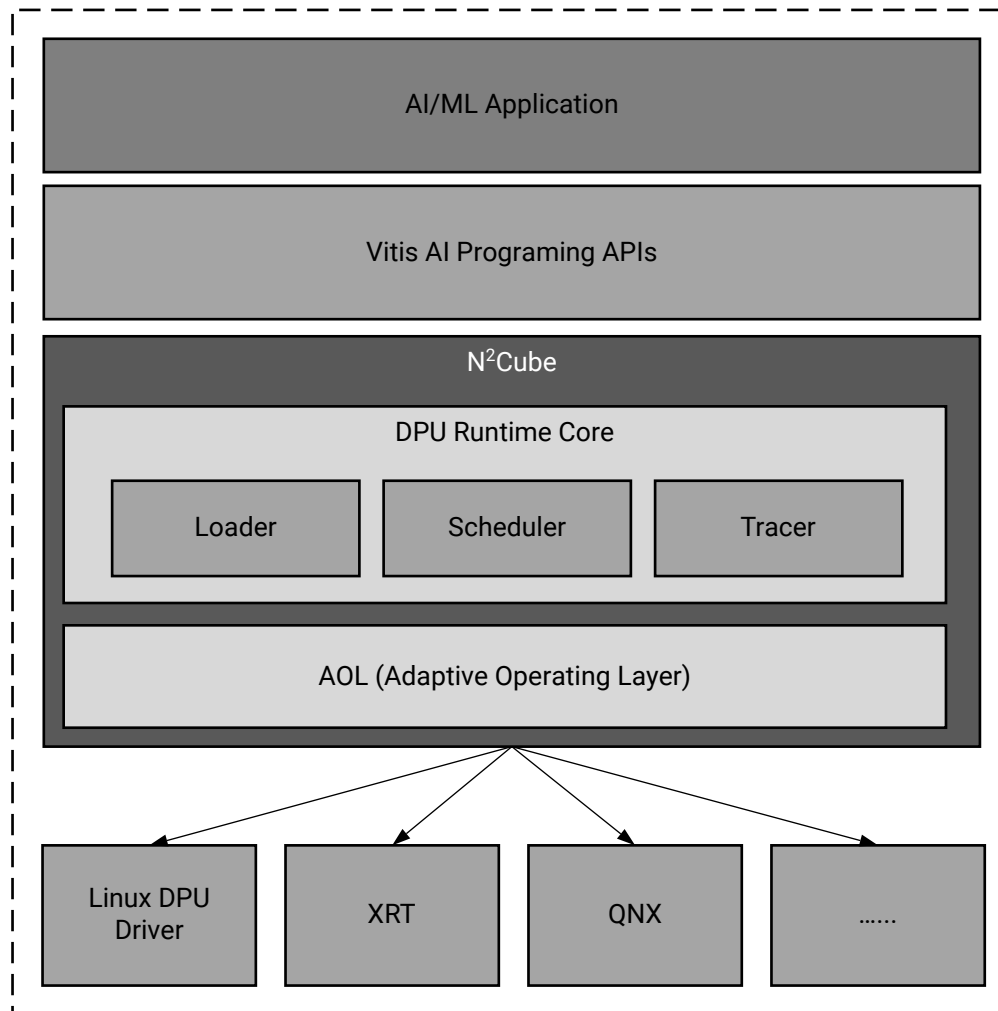 AI/ML Application
Vitis AI Programing APIs
N²Cube
DPU Runtime Core
Loader
Scheduler
Tracer
AOL (Adaptive Operating Layer)
Linux DPU
Driver
XRT
QNX
…...